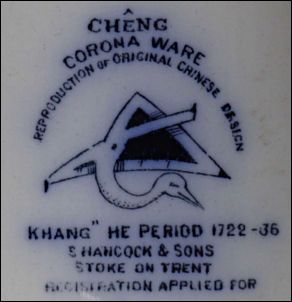 CHÊNG
CORONA WARE
REPRODUCTION OF ORIGINAL CHINESE DESIGN
KHANG" HE PERIOD 1722-36
S HANCOCK & SONS
STOKE ON TRENT
REGISTRATION APPLIED FOR